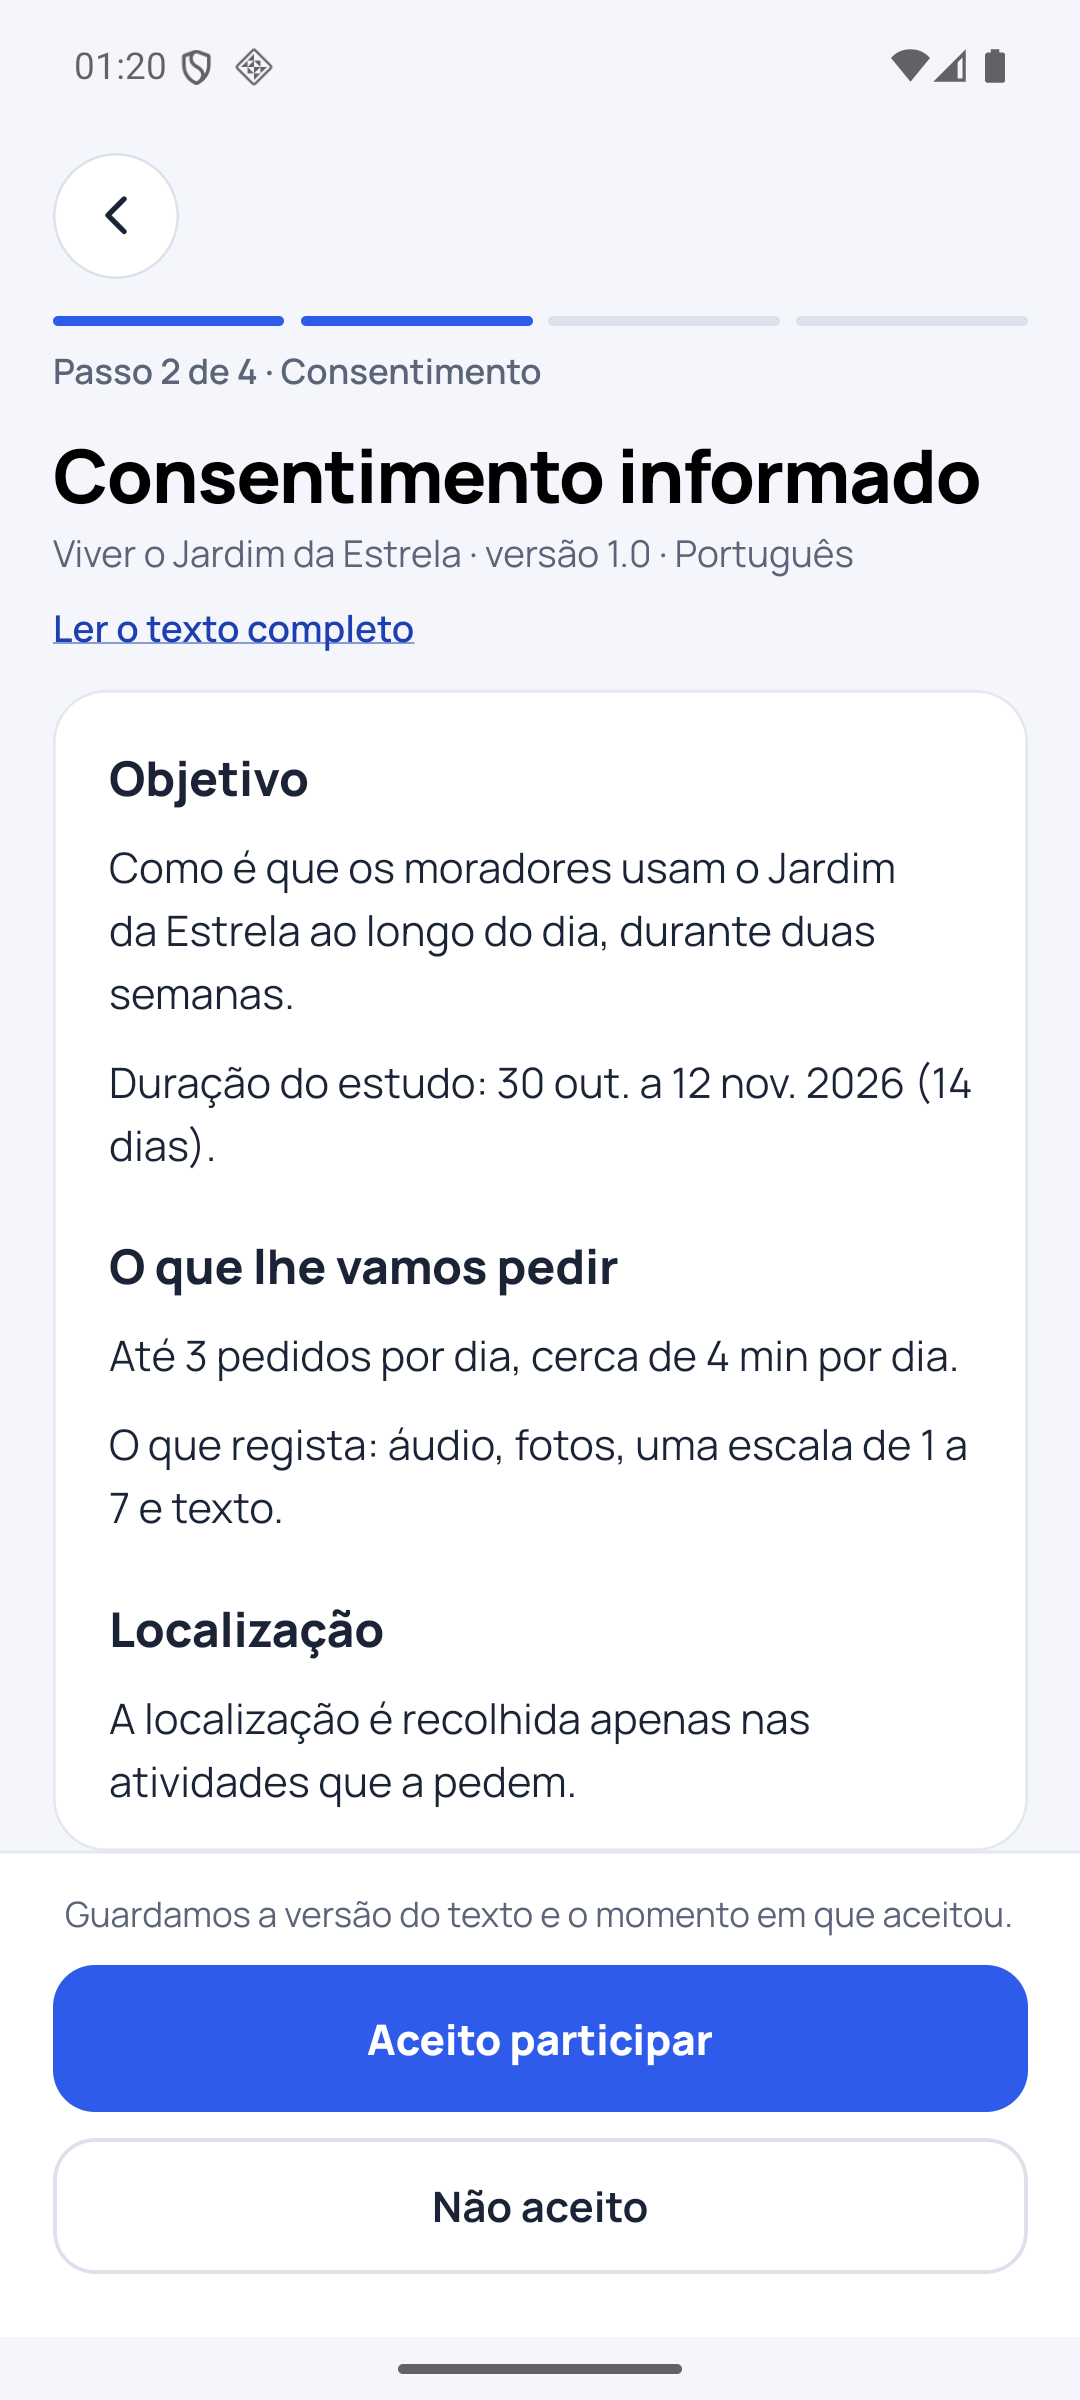 01:20
Passo 2 de 4 · Consentimento
Consentimento informado
Viver o Jardim da Estrela · versão 1.0 · Português
Ler o texto completo
Objetivo
Como é que os moradores usam o Jardim
da Estrela ao longo do dia, durante duas
semanas.
Duração do estudo: 30 out. a 12 nov. 2026 (14
dias).
O que lhe vamos pedir
Até 3 pedidos por dia, cerca de 4 min por dia.
O que regista: áudio, fotos, uma escala de 1 a
7 e texto.
Localização
A localização é recolhida apenas nas
atividades que a pedem.
Guardamos a versão do texto e o momento em que aceitou.
Aceito participar
Não aceito